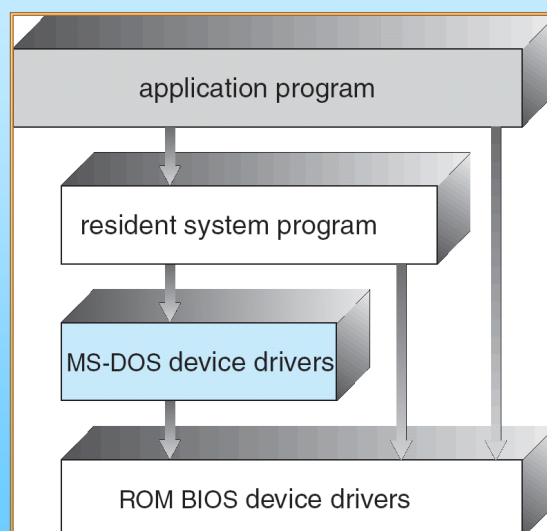 application program
resident system program
MS-DOS device drivers
ROM BIOS device drivers